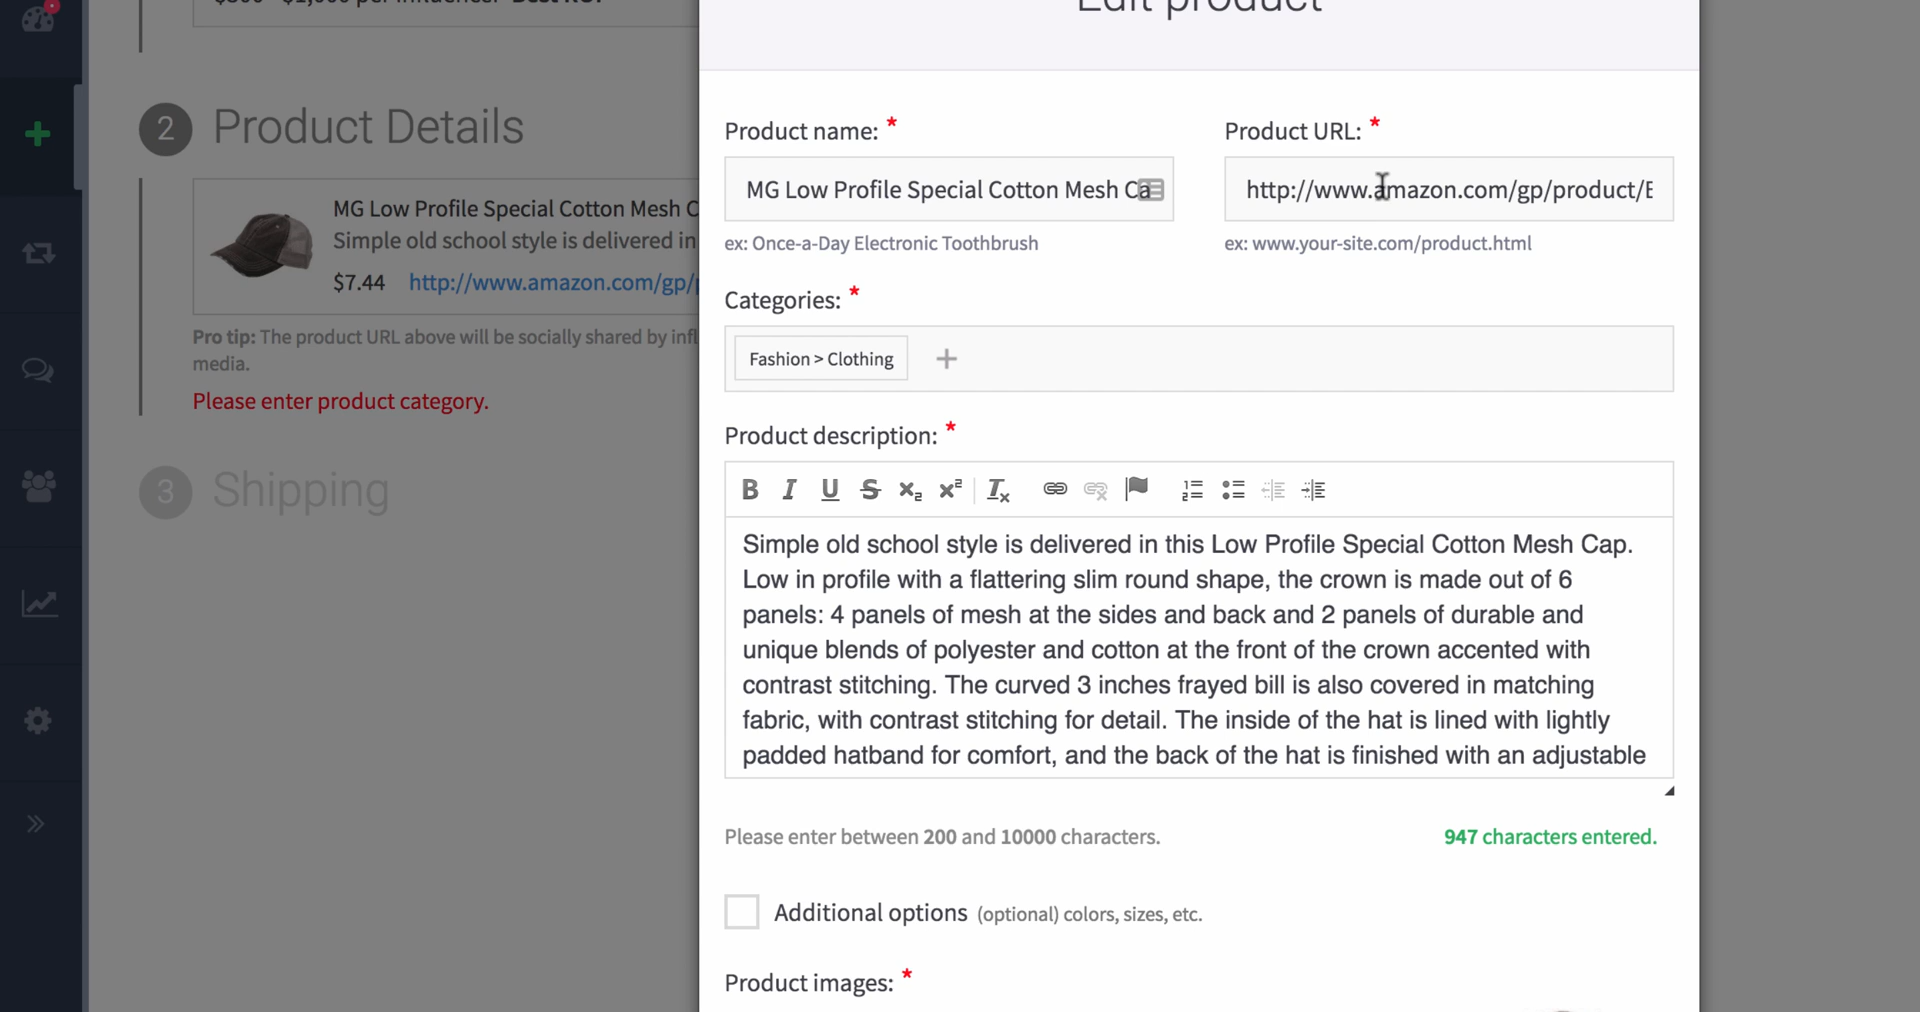 $500 - $1,000 per influencer
Edit product
2 Product Details
MG Low Profile Special Cotton Mesh C
Simple old school style is delivered in
$7.44 http://www.amazon.com/gp/
Pro tip: The product URL above will be socially shared by infl
media.
Please enter product category.
3 Shipping
Product name: * Product URL: *
MG Low Profile Special Cotton Mesh Ca http://www.amazon.com/gp/product/
ex: Once-a-Day Electronic Toothbrush ex: www.your-site.com/product.html
Categories: *
Fashion > Clothing +
Product description: *
B I U S x₂ x² Tx
Simple old school style is delivered in this Low Profile Special Cotton Mesh Cap.
Low in profile with a flattering slim round shape, the crown is made out of 6
panels: 4 panels of mesh at the sides and back and 2 panels of durable and
unique blends of polyester and cotton at the front of the crown accented with
contrast stitching. The curved 3 inches frayed bill is also covered in matching
fabric, with contrast stitching for detail. The inside of the hat is lined with lightly
padded hatband for comfort, and the back of the hat is finished with an adjustable
Please enter between 200 and 10000 characters. 947 characters entered.
Additional options (optional) colors, sizes, etc.
Product images: *